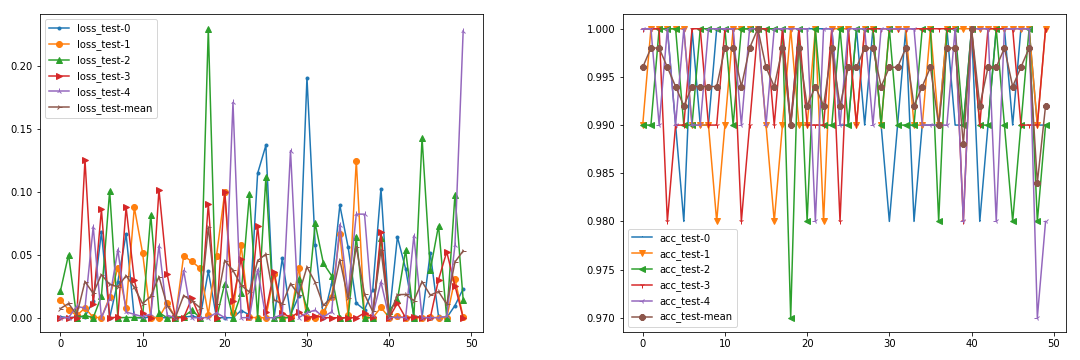 loss_test-0
loss_test-1
loss_test-2
loss_test-3
loss_test-4
loss_test-mean
0.20
0.15
0.10
0.05
0.00
0 10 20 30 40 50
1.000
0.995
0.990
0.985
0.980
0.975
0.970
acc_test-0
acc_test-1
acc_test-2
acc_test-3
acc_test-4
acc_test-mean
0 10 20 30 40 50